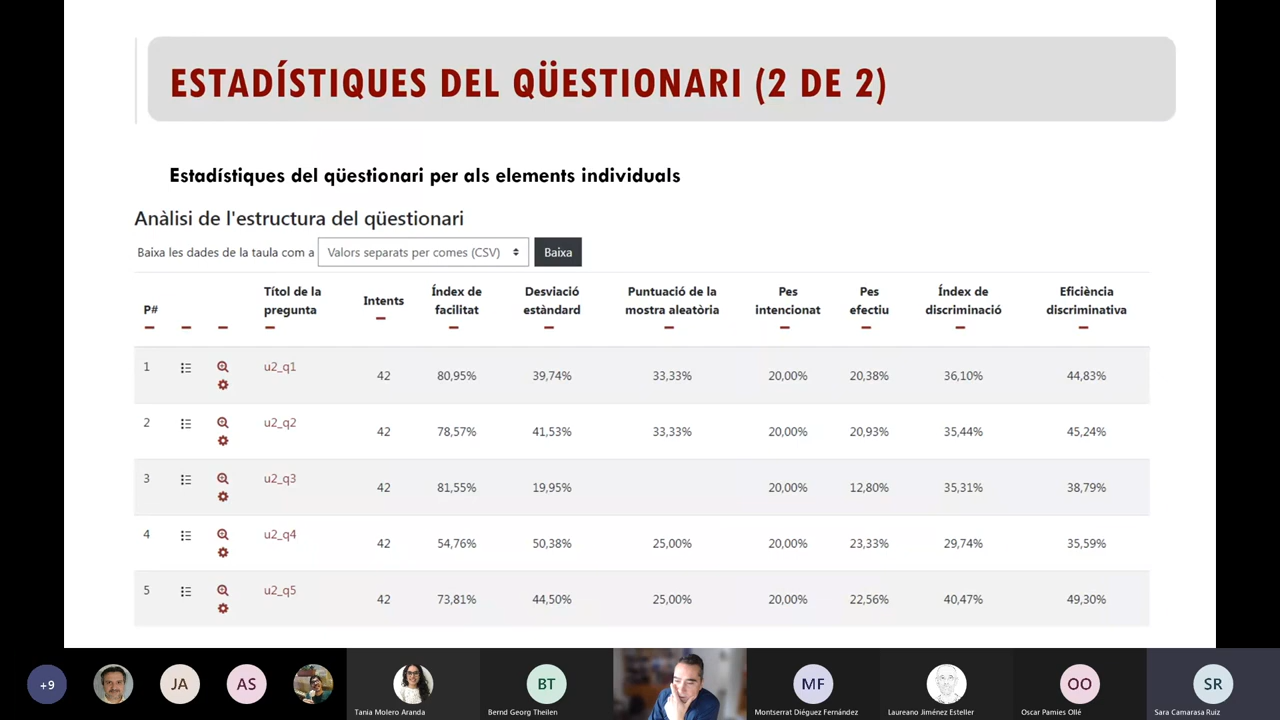 ESTADÍSTIQUES DEL QÜESTIONARI (2 DE 2)
Estadístiques del qüestionari per als elements individuals
Anàlisi de l'estructura del qüestionari
Baixa les dades de la taula com a Valors separats per comes (CSV) Baixa
P# Títol de la pregunta Intents Índex de facilitat Desviació estàndard Puntuació de la mostra aleatòria Pes intencionat Pes efectiu Índex de discriminació Eficiència discriminativa
1 u2_q1 42 80,95% 39,74% 33,33% 20,00% 20,38% 36,10% 44,83%
2 u2_q2 42 78,57% 41,53% 33,33% 20,00% 20,93% 35,44% 45,24%
3 u2_q3 42 81,55% 19,95% 20,00% 12,80% 35,31% 38,79%
4 u2_q4 42 54,76% 50,38% 25,00% 20,00% 23,33% 29,74% 35,59%
5 u2_q5 42 73,81% 44,50% 25,00% 20,00% 22,56% 40,47% 49,30%
+9 JA AS BT MF OO SR
Tania Molero Aranda Bernd Georg Theilen Montserrat Diéguez Fernández Laureano Jiménez Esteller Oscar Pamies Ollé Sara Camarasa Ruiz